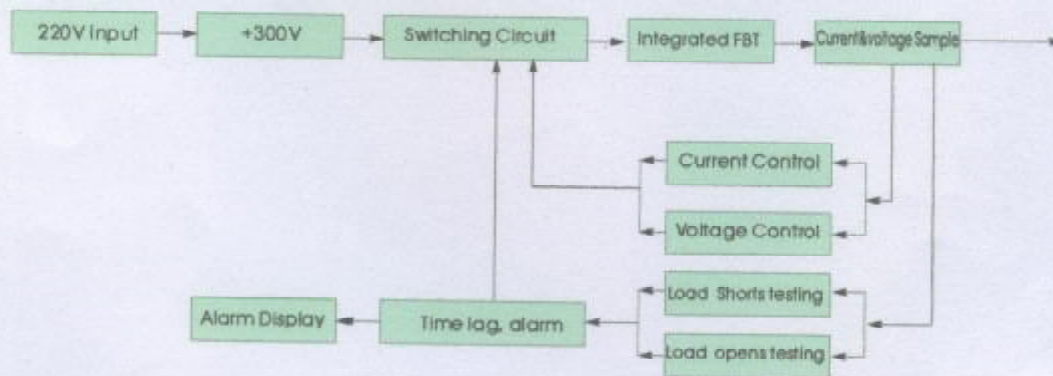 220V Input
+300V
Switching Circuit
Integrated FBT
Current&voltage Sample
Current Control
Voltage Control
Load Shorts testing
Alarm Display
Time lag, alarm
Load opens testing